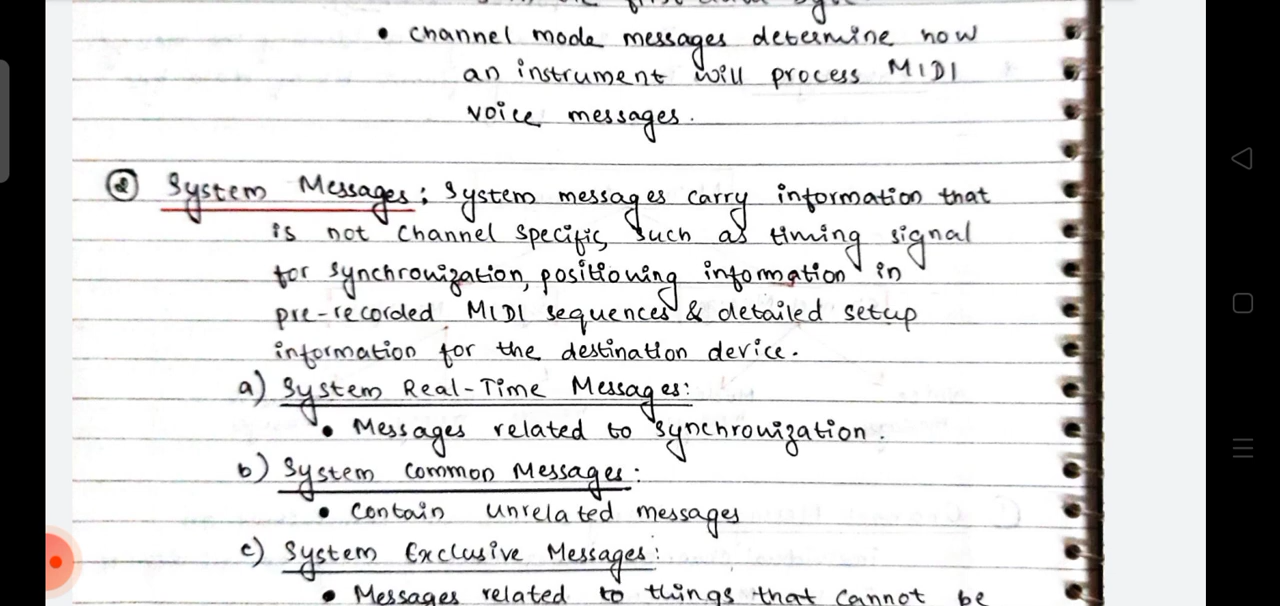 • channel mode messages determine how
an instrument will process MIDI
voice messages.
② System Messages: System messages carry information that
is not channel specific, such as timing signal
for synchronization, positioning information in
pre-recorded MIDI sequences & detailed setup
information for the destination device.
a) System Real-Time Messages:
• Messages related to synchronization.
b) System common Messages:
• contain unrelated messages
c) System Exclusive Messages:
• Messages related to things that cannot be